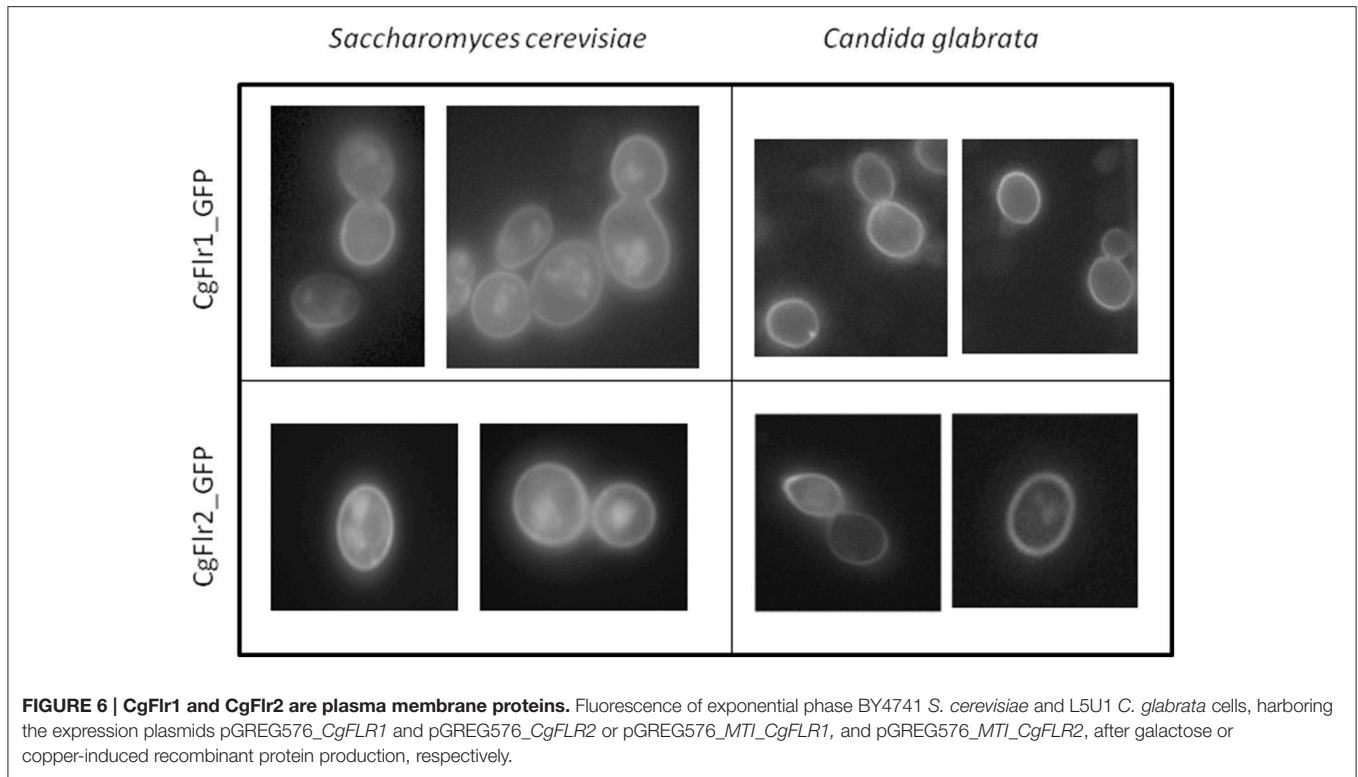 Saccharomyces cerevisiae
Candida glabrata
CgFlr1_GFP
CgFlr2_GFP
FIGURE 6 | CgFlr1 and CgFlr2 are plasma membrane proteins. Fluorescence of exponential phase BY4741 S. cerevisiae and L5U1 C. glabrata cells, harboring
the expression plasmids pGREG576_CgFLR1 and pGREG576_CgFLR2 or pGREG576_MTI_CgFLR1, and pGREG576_MTI_CgFLR2, after galactose or
copper-induced recombinant protein production, respectively.